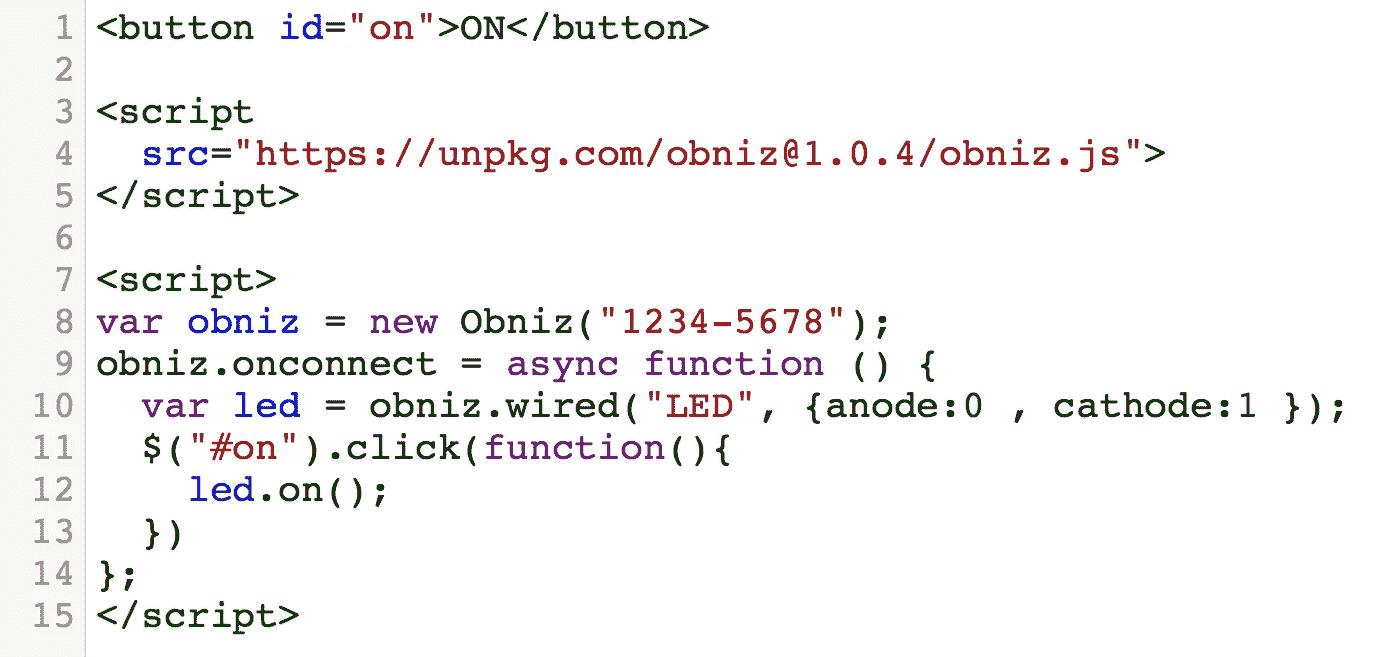 1 <button id="on">ON</button>
2
3 <script
4   src="https://unpkg.com/obniz@1.0.4/obniz.js">
5 </script>
6
7 <script>
8 var obniz = new Obniz("1234-5678");
9 obniz.onconnect = async function () {
10   var led = obniz.wired("LED", {anode:0 , cathode:1 });
11   $("#on").click(function(){
12     led.on();
13   })
14 };
15 </script>